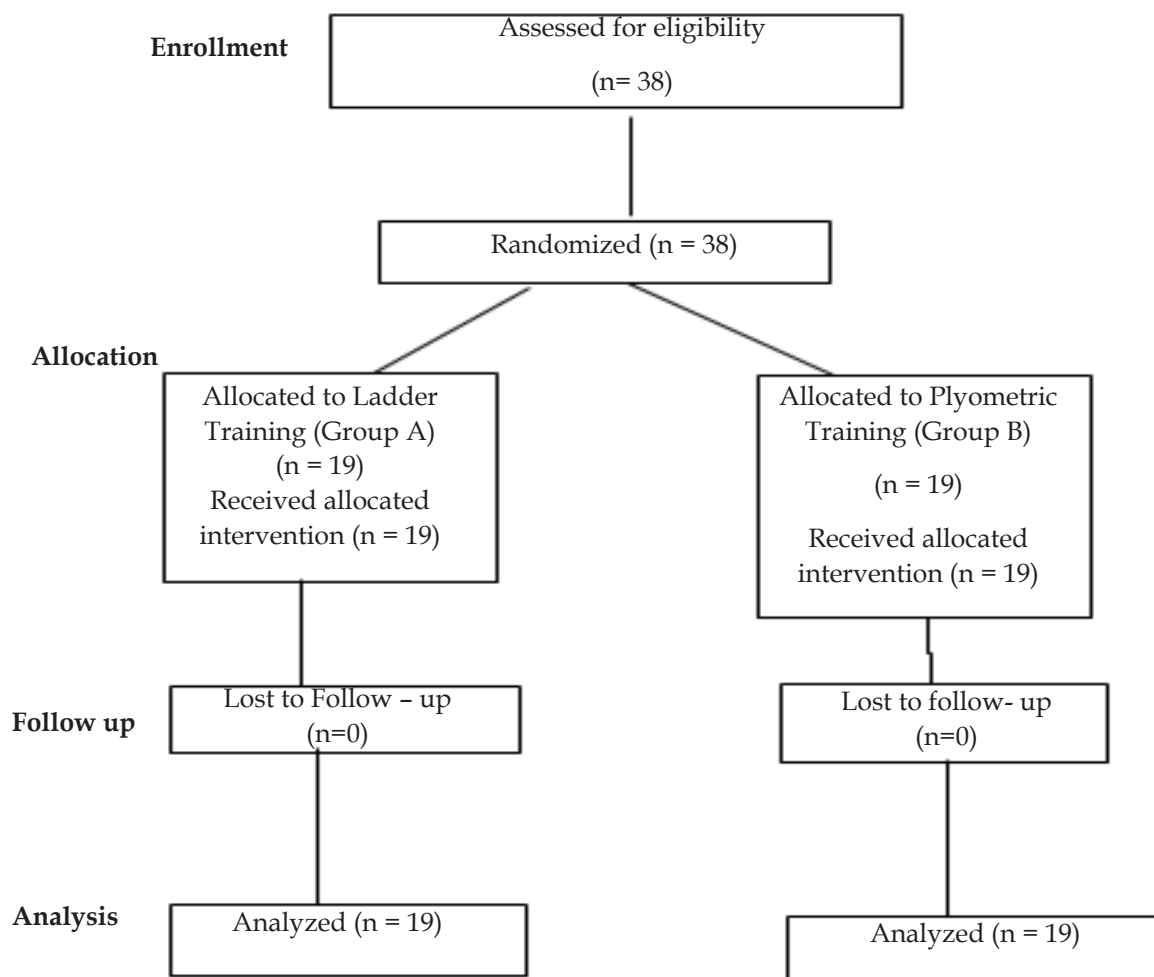 Enrollment
Assessed for eligibility
(n= 38)
Randomized (n = 38)
Allocation
Allocated to Ladder
Training (Group A)
(n = 19)
Received allocated
intervention (n = 19)
Allocated to Plyometric
Training (Group B)
(n = 19)
Received allocated
intervention (n = 19)
Follow up
Lost to Follow – up
(n=0)
Lost to follow- up
(n=0)
Analysis
Analyzed (n = 19)
Analyzed (n = 19)